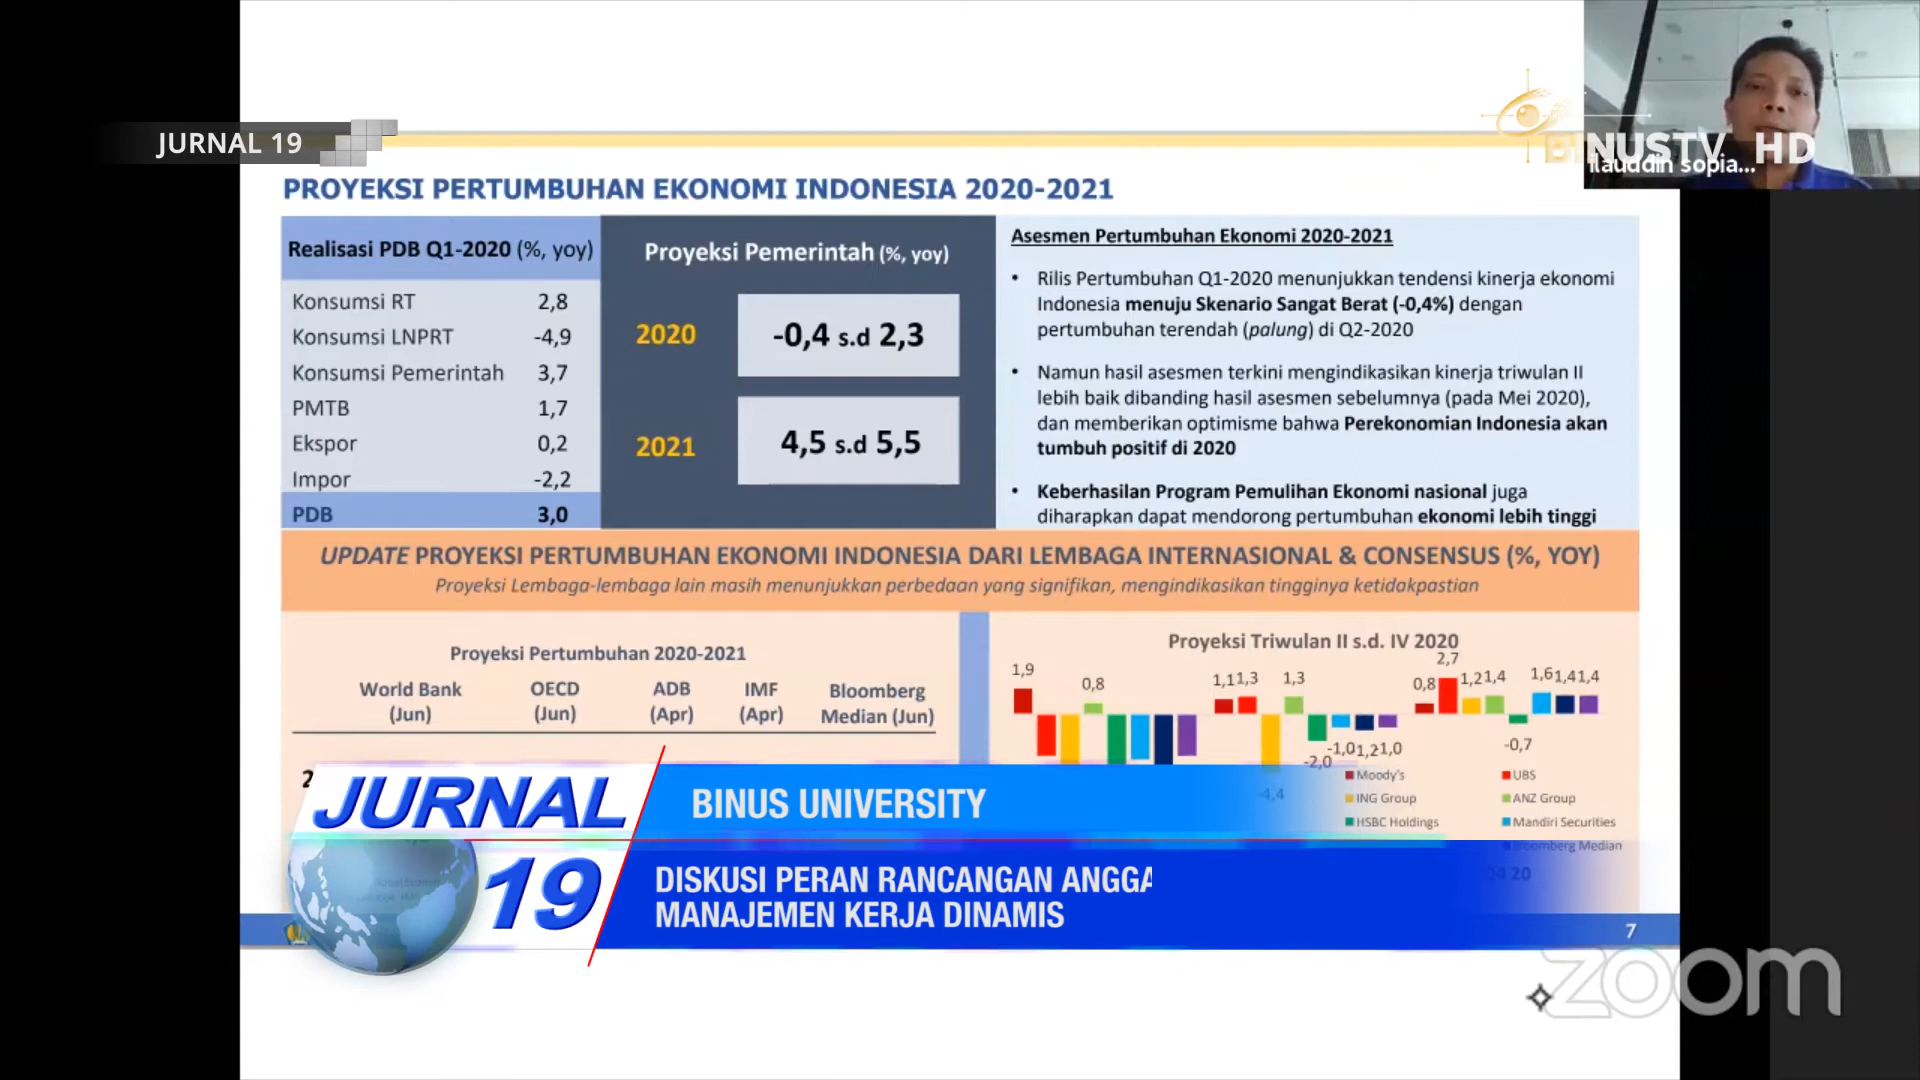 JURNAL 19
BINUSTV HD
ilauddin sopia...
PROYEKSI PERTUMBUHAN EKONOMI INDONESIA 2020-2021
Realisasi PDB Q1-2020 (%, yoy)
Konsumsi RT 2,8
Konsumsi LNPRT -4,9
Konsumsi Pemerintah 3,7
PMTB 1,7
Ekspor 0,2
Impor -2,2
PDB 3,0
Proyeksi Pemerintah (%, yoy)
2020 -0,4 s.d 2,3
2021 4,5 s.d 5,5
Asesmen Pertumbuhan Ekonomi 2020-2021
• Rilis Pertumbuhan Q1-2020 menunjukkan tendensi kinerja ekonomi
Indonesia menuju Skenario Sangat Berat (-0,4%) dengan
pertumbuhan terendah (palung) di Q2-2020
• Namun hasil asesmen terkini mengindikasikan kinerja triwulan II
lebih baik dibanding hasil asesmen sebelumnya (pada Mei 2020),
dan memberikan optimisme bahwa Perekonomian Indonesia akan
tumbuh positif di 2020
• Keberhasilan Program Pemulihan Ekonomi nasional juga
diharapkan dapat mendorong pertumbuhan ekonomi lebih tinggi
UPDATE PROYEKSI PERTUMBUHAN EKONOMI INDONESIA DARI LEMBAGA INTERNASIONAL & CONSENSUS (%, YOY)
Proyeksi Lembaga-lembaga lain masih menunjukkan perbedaan yang signifikan, mengindikasikan tingginya ketidakpastian
Proyeksi Pertumbuhan 2020-2021
World Bank OECD ADB IMF Bloomberg
(Jun) (Jun) (Apr) (Apr) Median (Jun)
Proyeksi Triwulan II s.d. IV 2020
1,9 0,8 1,1 1,3 1,3 0,8 2,7 1,2 1,4 1,6 1,4 1,4
-4,4 -2,0 -1,0 1,2 1,0 -0,7
Moody's UBS
ING Group ANZ Group
HSBC Holdings Mandiri Securities
Bloomberg Median
JURNAL
19
BINUS UNIVERSITY
DISKUSI PERAN RANCANGAN ANGGA
MANAJEMEN KERJA DINAMIS
7
zoom